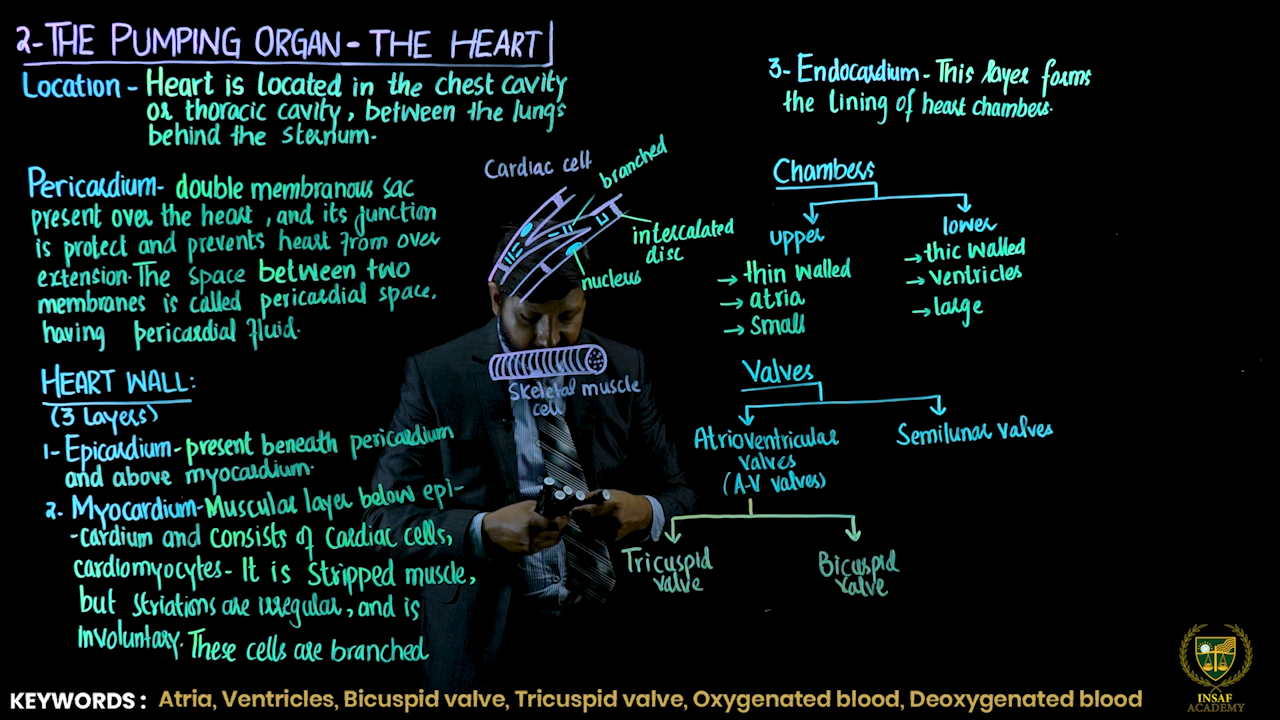 2-THE PUMPING ORGAN - THE HEART
Location - Heart is located in the chest cavity
or thoracic cavity, between the lungs
behind the sternum.
Pericardium - double membranous sac
present over the heart, and its function
is protect and prevents heart from over
extension. The space between two
membranes is called pericardial space,
having pericardial fluid.
HEART WALL:
(3 Layers)
1- Epicardium - present beneath pericardium
and above myocardium.
2- Myocardium - Muscular layer below epi-
-cardium and consists of cardiac cells,
cardiomyocytes - It is stripped muscle,
but striations are irregular, and is
involuntary. These cells are branched
Cardiac cell
branched
intercalated
disc
nucleus
Skeletal muscle
cell
3- Endocardium - This layer forms
the lining of heart chambers.
Chambers
upper
→ thin walled
→ atria
→ small
lower
→ thic walled
→ ventricles
→ large
Valves
Atrioventricular
valves
(A-V valves)
Semilunar valves
Tricuspid
valve
Bicuspid
valve
KEYWORDS : Atria, Ventricles, Bicuspid valve, Tricuspid valve, Oxygenated blood, Deoxygenated blood
INSAF
ACADEMY